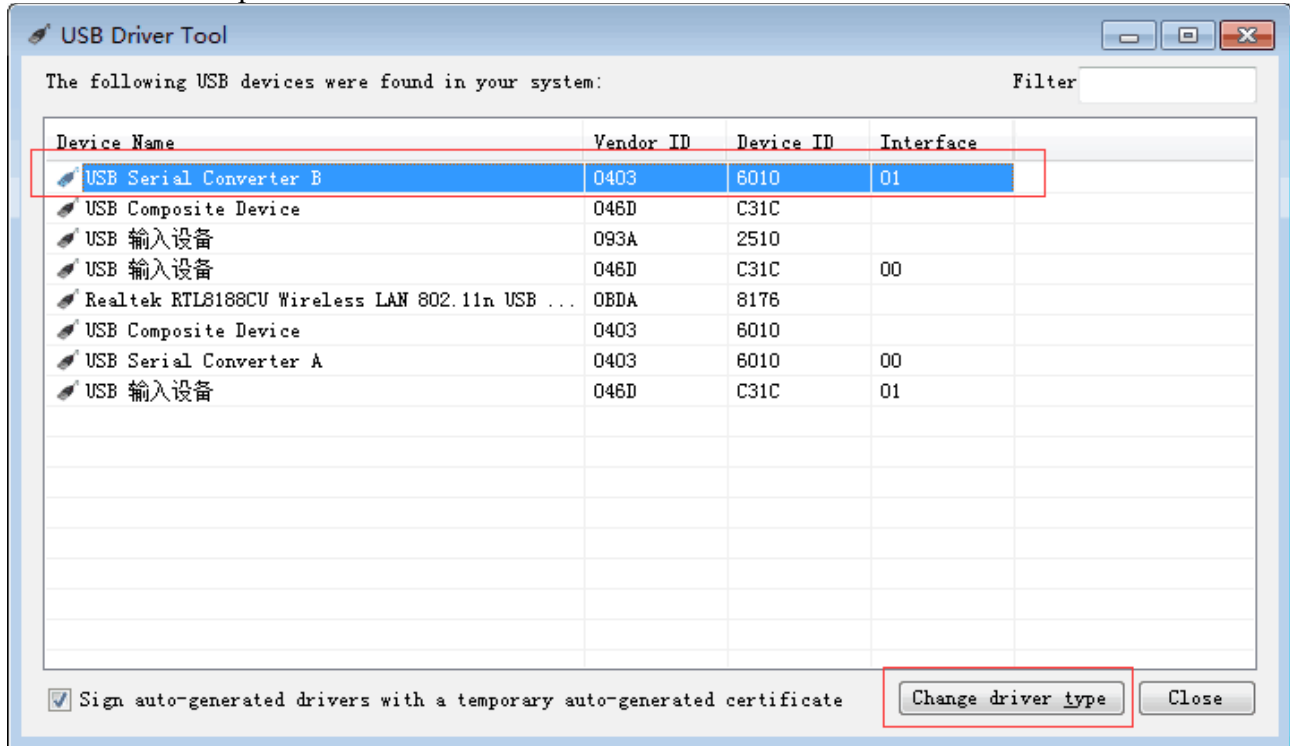 USB Driver Tool
The following USB devices were found in your system: Filter
Device Name Vendor ID Device ID Interface
USB Serial Converter B 0403 6010 01
USB Composite Device 046D C31C
USB 输入设备 093A 2510
USB 输入设备 046D C31C 00
Realtek RTL8188CU Wireless LAN 802.11n USB ... 0BDA 8176
USB Composite Device 0403 6010
USB Serial Converter A 0403 6010 00
USB 输入设备 046D C31C 01
Sign auto-generated drivers with a temporary auto-generated certificate Change driver type Close